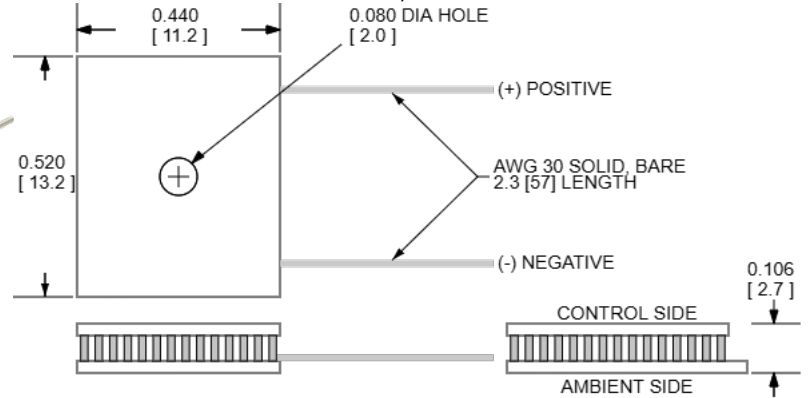 0.440
[ 11.2 ]
0.080 DIA HOLE
[ 2.0 ]
(+) POSITIVE
0.520
[ 13.2 ]
AWG 30 SOLID, BARE
2.3 [57] LENGTH
(-) NEGATIVE
0.106
[ 2.7 ]
CONTROL SIDE
AMBIENT SIDE